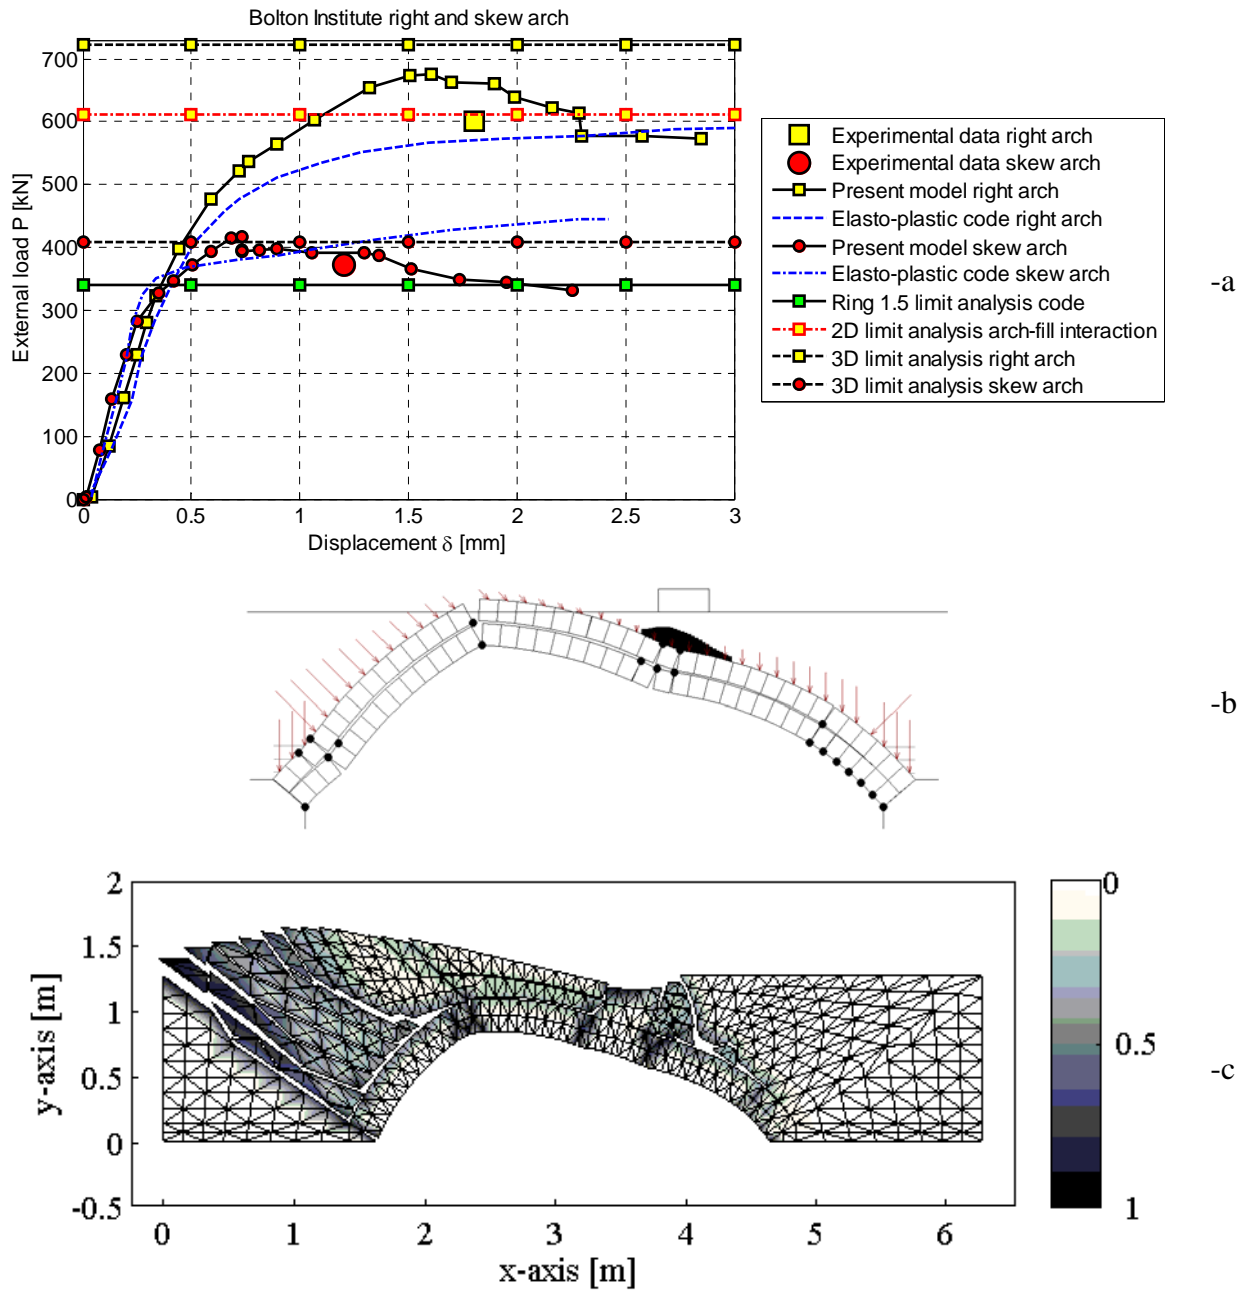 Bolton Institute right and skew arch
700
600
500
400
300
200
100
0
External load P [kN]
0 0.5 1 1.5 2 2.5 3
Displacement δ [mm]
Experimental data right arch
Experimental data skew arch
Present model right arch
Elasto-plastic code right arch
Present model skew arch
Elasto-plastic code skew arch
Ring 1.5 limit analysis code
2D limit analysis arch-fill interaction
3D limit analysis right arch
3D limit analysis skew arch
-a
-b
2
1.5
1
0.5
0
-0.5
y-axis [m]
0 1 2 3 4 5 6
x-axis [m]
0
0.5
1
-c